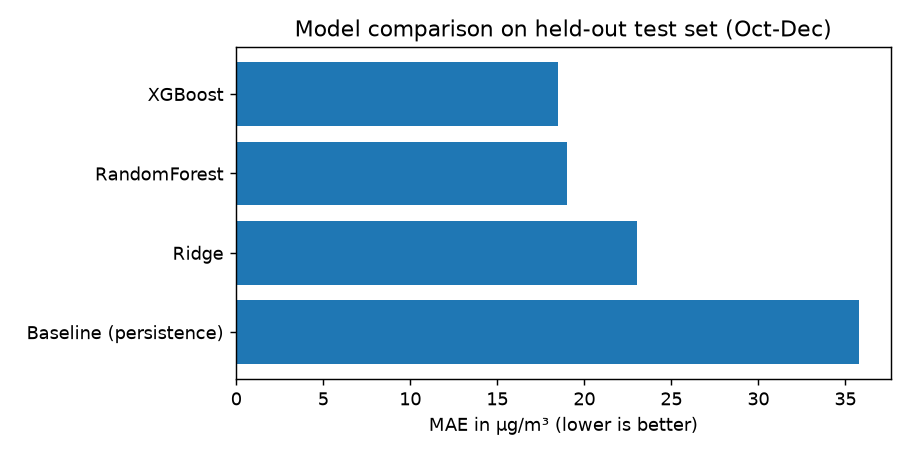 Model comparison on held-out test set (Oct-Dec)
XGBoost
RandomForest
Ridge
Baseline (persistence)
0 5 10 15 20 25 30 35
MAE in µg/m³ (lower is better)